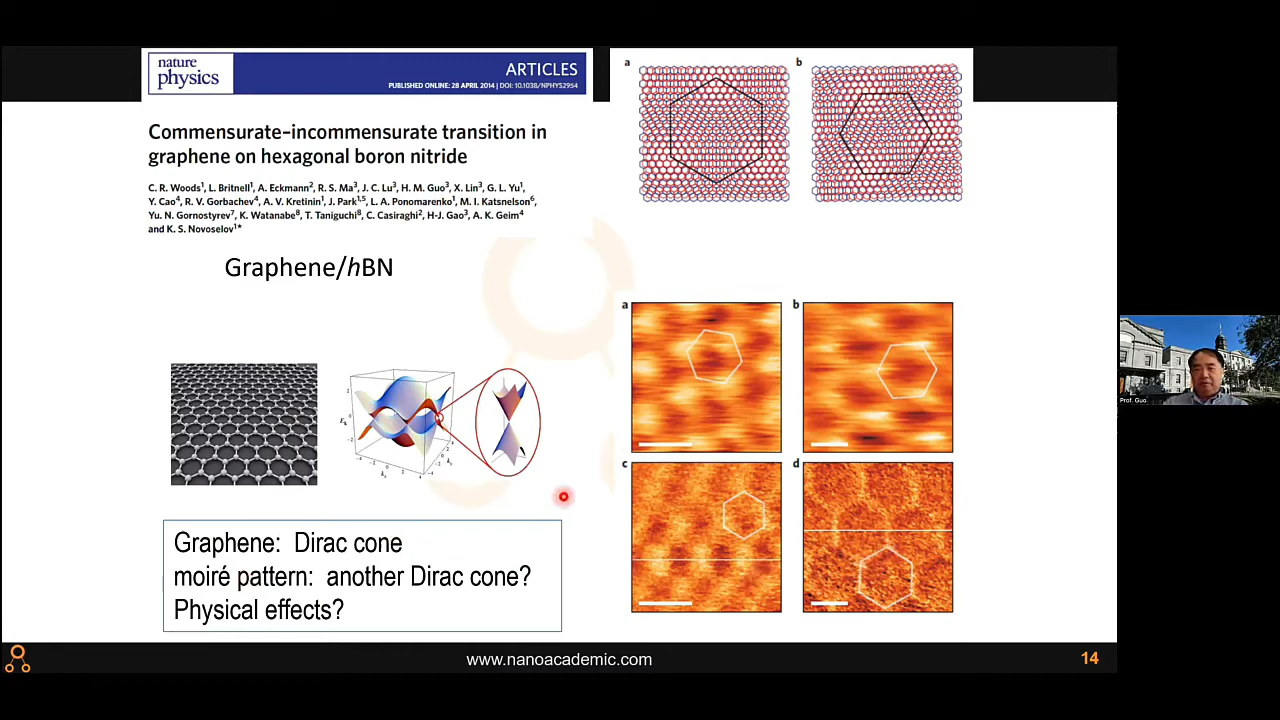 nature
physics
ARTICLES
PUBLISHED ONLINE: 28 APRIL 2014 | DOI: 10.1038/NPHYS2954
Commensurate–incommensurate transition in
graphene on hexagonal boron nitride
C. R. Woods¹, L. Britnell¹, A. Eckmann², R. S. Ma³, J. C. Lu³, H. M. Guo³, X. Lin³, G. L. Yu¹,
Y. Cao⁴, R. V. Gorbachev⁴, A. V. Kretinin¹, J. Park¹,⁵, L. A. Ponomarenko¹, M. I. Katsnelson⁶,
Yu. N. Gornostyrev⁷, K. Watanabe⁸, T. Taniguchi⁸, C. Casiraghi², H-J. Gao³, A. K. Geim⁴
and K. S. Novoselov¹*
Graphene/hBN
a
b
a
b
c
d
Graphene: Dirac cone
moiré pattern: another Dirac cone?
Physical effects?
www.nanoacademic.com
14
Prof. Guo